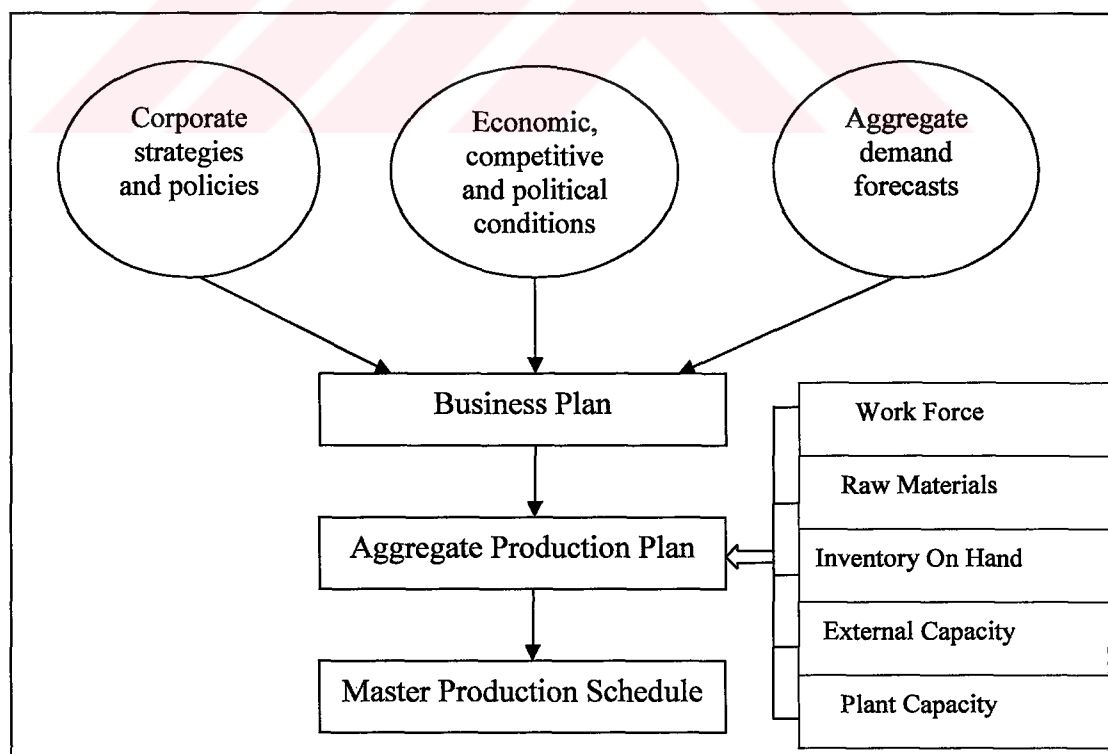 Corporate
strategies
and policies
Economic,
competitive
and political
conditions
Aggregate
demand
forecasts
Business Plan
Aggregate Production Plan
Master Production Schedule
Work Force
Raw Materials
Inventory On Hand
External Capacity
Plant Capacity